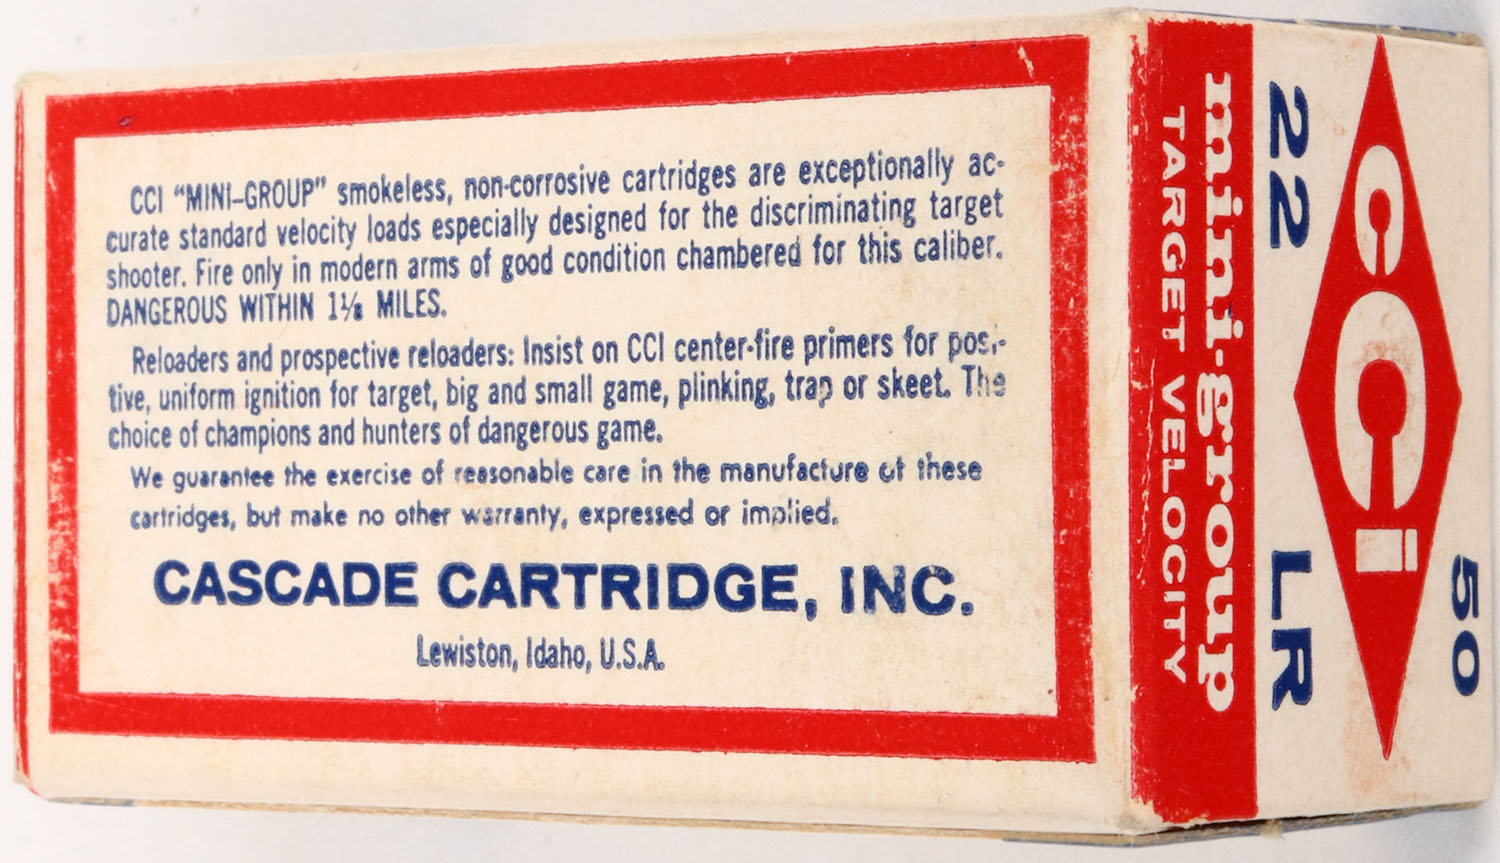 CCI “MINI-GROUP” smokeless, non-corrosive cartridges are exceptionally ac-
curate standard velocity loads especially designed for the discriminating target
shooter. Fire only in modern arms of good condition chambered for this caliber.
DANGEROUS WITHIN 1⅛ MILES.
Reloaders and prospective reloaders: Insist on CCI center-fire primers for posi-
tive, uniform ignition for target, big and small game, plinking, trap or skeet. The
choice of champions and hunters of dangerous game.
We guarantee the exercise of reasonable care in the manufacture of these
cartridges, but make no other warranty, expressed or implied.
CASCADE CARTRIDGE, INC.
Lewiston, Idaho, U.S.A.
50
CCI
22 LR
mini-group
TARGET VELOCITY